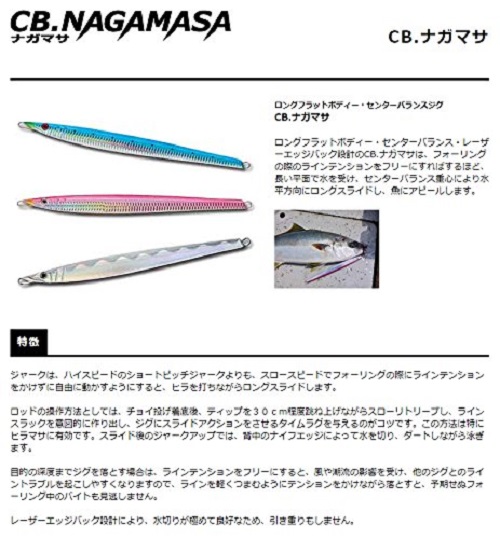 CB.NAGAMASA
ナガマサ
CB.ナガマサ
ロングフラットボディー・センターバランスジグ
CB.ナガマサ
ロングフラットボディー・センターバランス・レーザ
ーエッジバック設計のCB.ナガマサは、フォーリング
の際のラインテンションをフリーにすればするほど、
長い平面で水を受け、センターバランス重心により水
平方向にロングスライドし、魚にアピールします。
特徴
ジャークは、ハイスピードのショートピッチジャークよりも、スロースピードでフォーリングの際にラインテンション
をかけずに自由に動かすようにすると、ヒラを打ちながらロングスライドします。
ロッドの操作方法としては、チョイ投げ着底後、ティップを30cm程度跳ね上げながらスローリトリーブし、ライン
スラックを意図的に作り出し、ジグにスライドアクションをさせるタイムラグを与えるのがコツです。この方法は特に
ヒラマサに有効です。スライド後のジャークアップでは、背中のナイフエッジによって水を切り、ダートしながら泳ぎ
ます。
目的の深度までジグを落とす場合は、ラインテンションをフリーにすると、風や潮流の影響を受け、他のジグとのライ
ントラブルを起こしやすくなりますので、ラインを軽くつまむようにテンションをかけながら落とすと、予期せぬフォ
ーリング中のバイトも見逃しません。
レーザーエッジバック設計により、水切りが極めて良好なため、引き重りもしません。